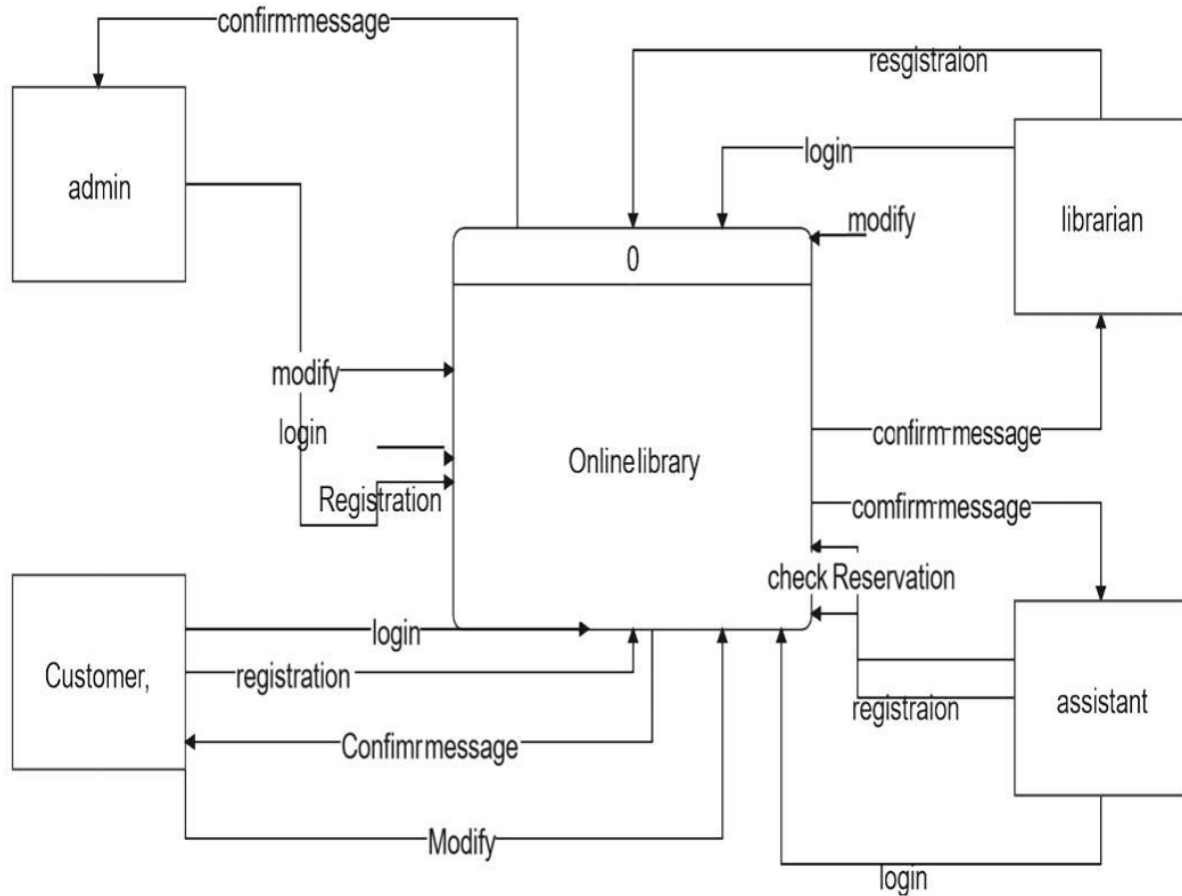 confirm message
resgistraion
login
admin
modify
librarian
0
modify
login
confirm message
Online library
Registration
comfirm message
check Reservation
login
Customer,
registration
registraion
assistant
Confimr message
Modify
login